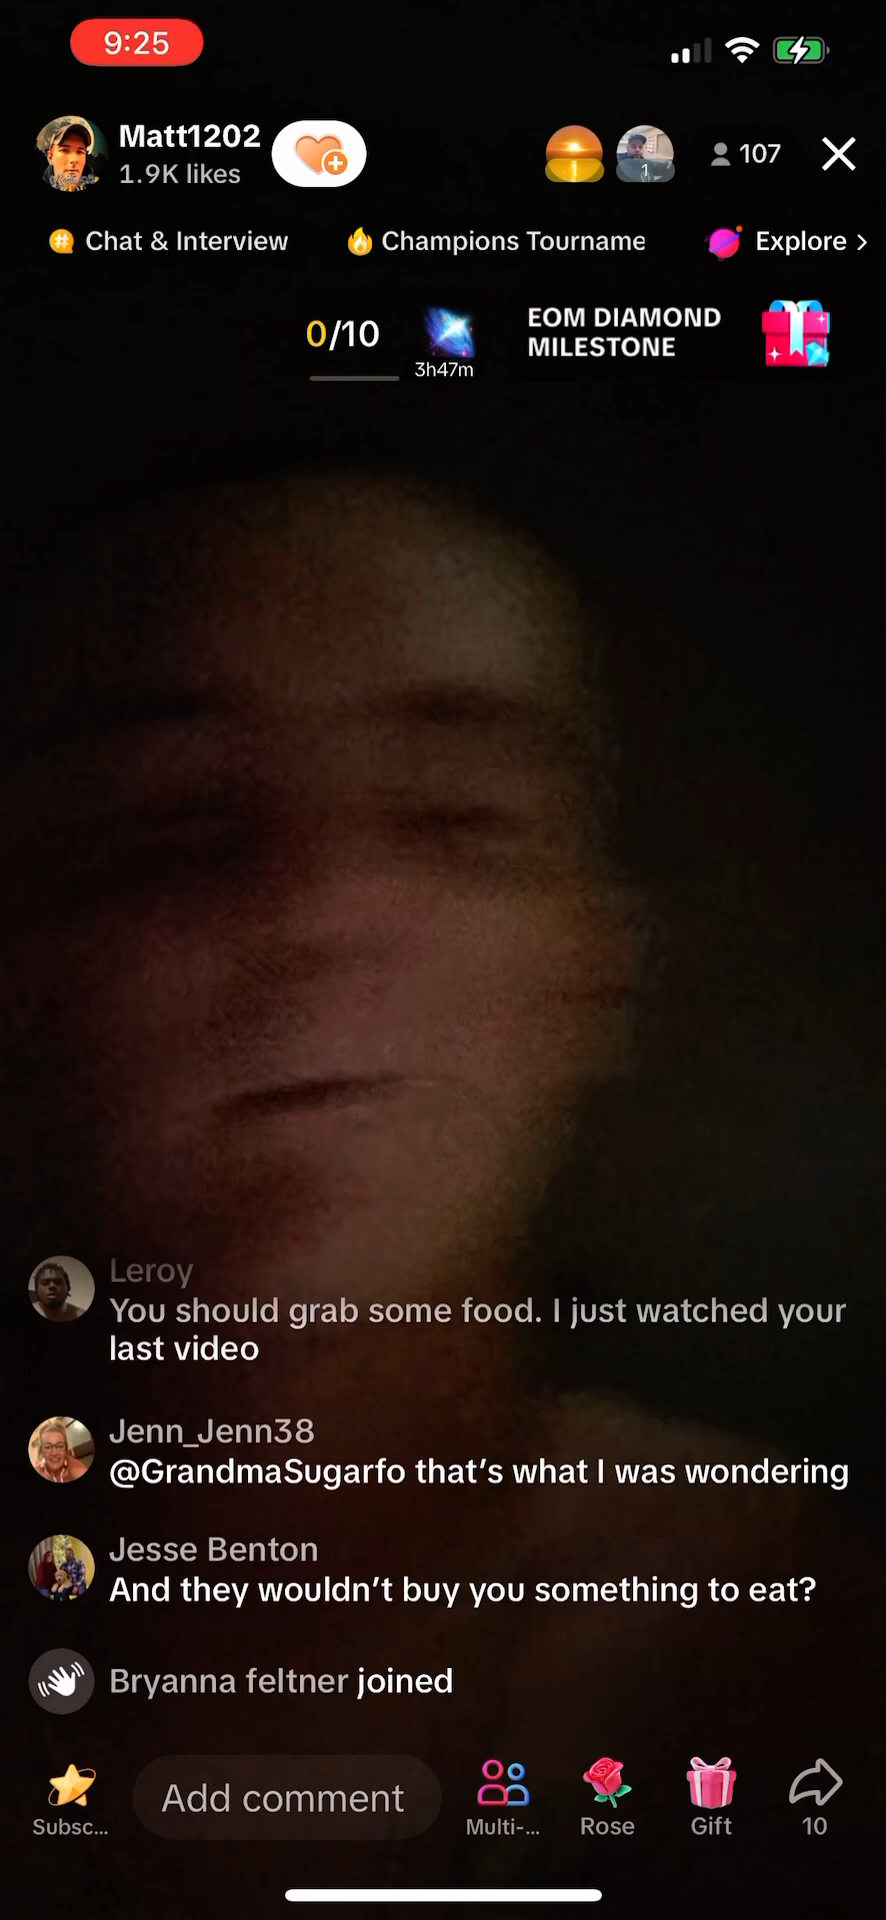 9:25
Matt1202
1.9K likes
1
107
Chat & Interview
Champions Tourname
Explore >
0/10
3h47m
EOM DIAMOND
MILESTONE
Leroy
You should grab some food. I just watched your
last video
Jenn_Jenn38
@GrandmaSugarfo that's what I was wondering
Jesse Benton
And they wouldn't buy you something to eat?
Bryanna feltner joined
Subsc...
Add comment
Multi-...
Rose
Gift
10